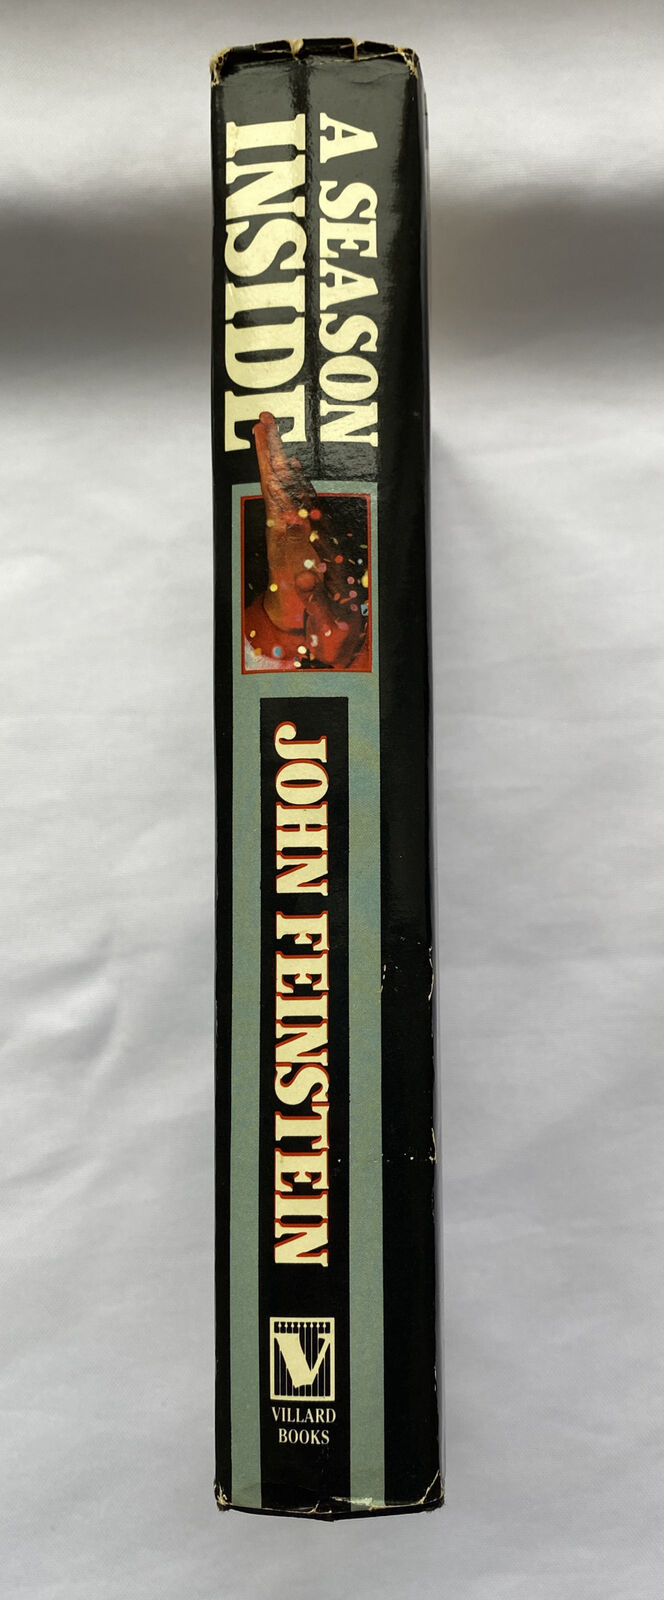 A SEASON
INSIDE
JOHN FEINSTEIN
V
VILLARD
BOOKS